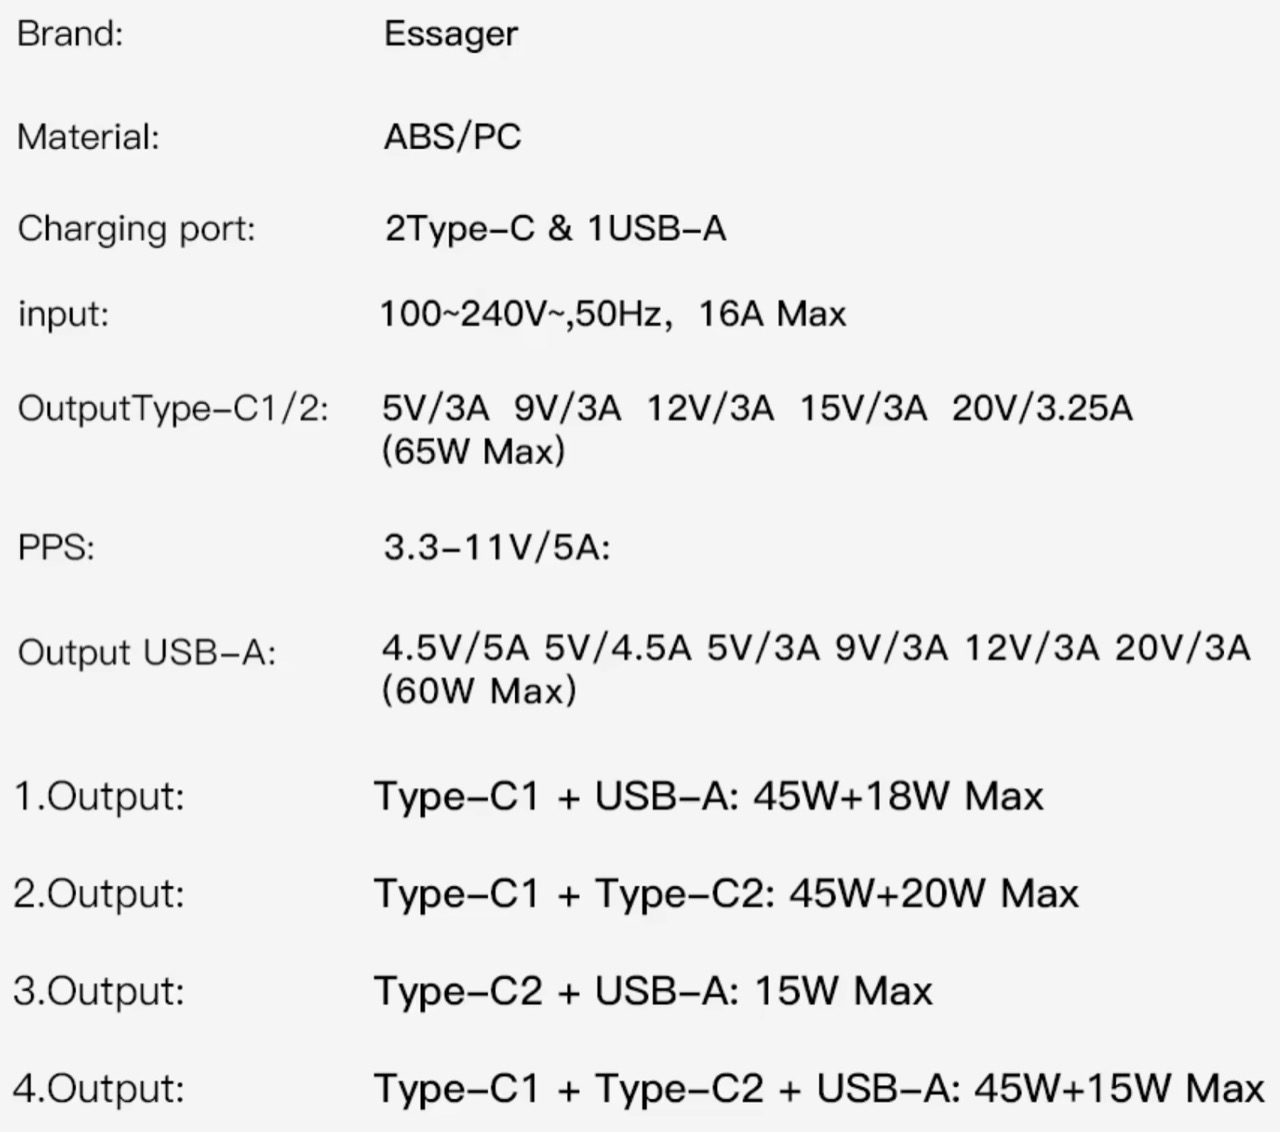 Brand: Essager
Material: ABS/PC
Charging port: 2Type-C & 1USB-A
input: 100~240V~,50Hz, 16A Max
OutputType-C1/2: 5V/3A 9V/3A 12V/3A 15V/3A 20V/3.25A
(65W Max)
PPS: 3.3-11V/5A:
Output USB-A: 4.5V/5A 5V/4.5A 5V/3A 9V/3A 12V/3A 20V/3A
(60W Max)
1.Output: Type-C1 + USB-A: 45W+18W Max
2.Output: Type-C1 + Type-C2: 45W+20W Max
3.Output: Type-C2 + USB-A: 15W Max
4.Output: Type-C1 + Type-C2 + USB-A: 45W+15W Max